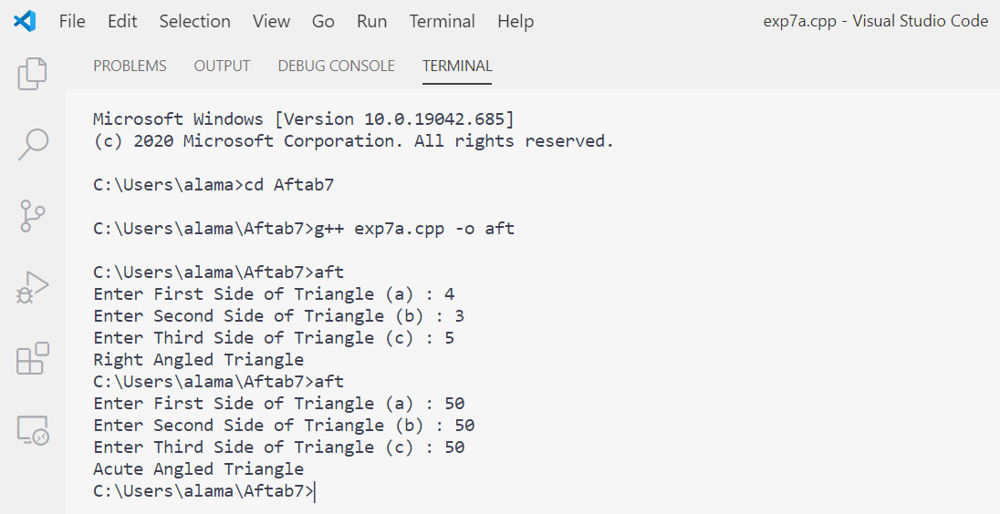 File Edit Selection View Go Run Terminal Help exp7a.cpp - Visual Studio Code
PROBLEMS OUTPUT DEBUG CONSOLE TERMINAL
Microsoft Windows [Version 10.0.19042.685]
(c) 2020 Microsoft Corporation. All rights reserved.
C:\Users\alama>cd Aftab7
C:\Users\alama\Aftab7>g++ exp7a.cpp -o aft
C:\Users\alama\Aftab7>aft
Enter First Side of Triangle (a) : 4
Enter Second Side of Triangle (b) : 3
Enter Third Side of Triangle (c) : 5
Right Angled Triangle
C:\Users\alama\Aftab7>aft
Enter First Side of Triangle (a) : 50
Enter Second Side of Triangle (b) : 50
Enter Third Side of Triangle (c) : 50
Acute Angled Triangle
C:\Users\alama\Aftab7>